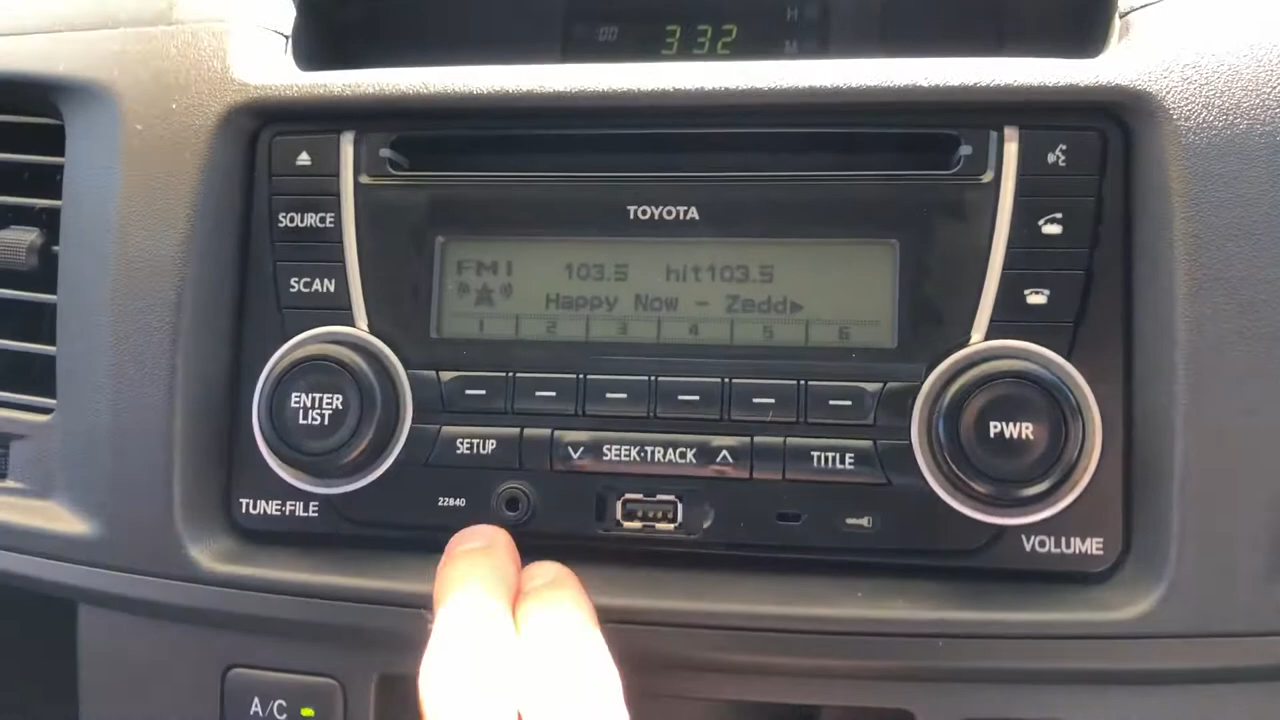 :00
3 32
H
M
TOYOTA
SOURCE
SCAN
FM1 103.5 hit103.5
Happy Now - Zedd▶
1 2 3 4 5 6
ENTER
LIST
PWR
SETUP
∨ SEEK·TRACK ∧
TITLE
TUNE·FILE
22840
VOLUME
A/C